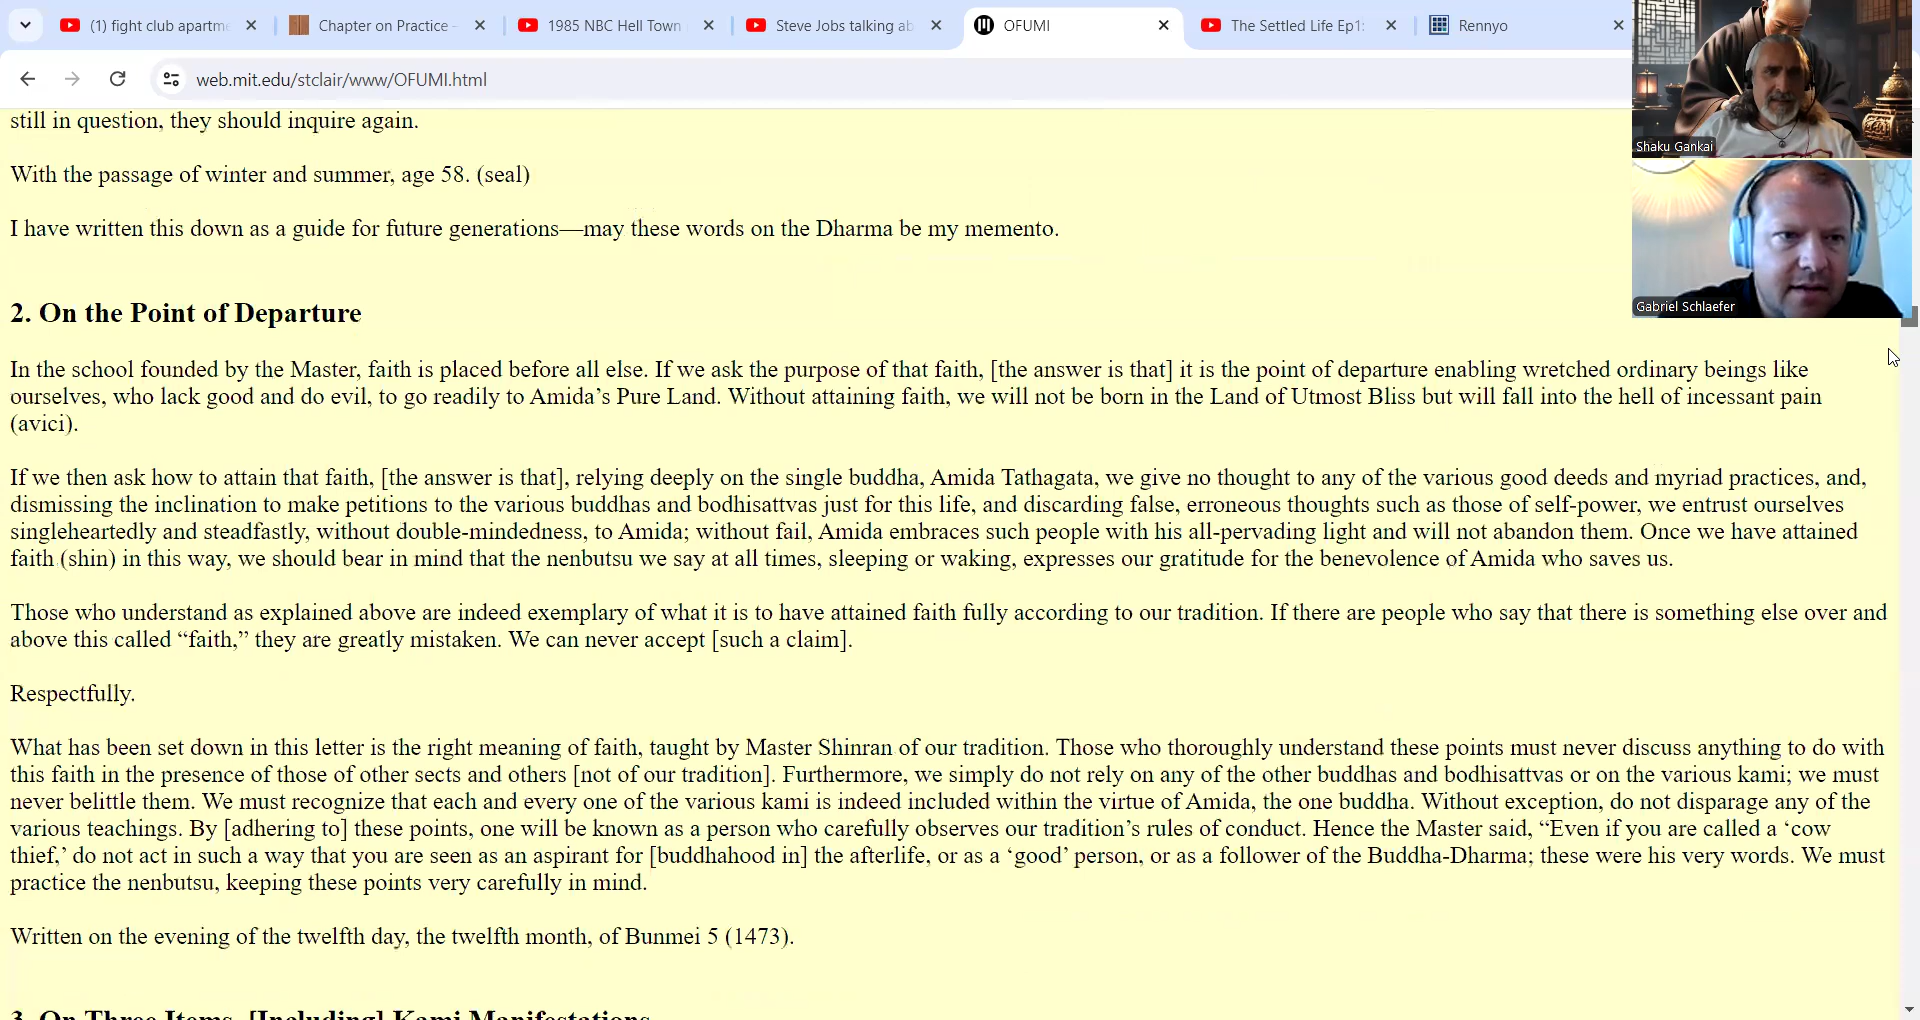 (1) fight club apartme
Chapter on Practice -
1985 NBC Hell Town
Steve Jobs talking ab
OFUMI
The Settled Life Ep1:
Rennyo
web.mit.edu/stclair/www/OFUMI.html
Shaku Gankai
Gabriel Schlaefer
still in question, they should inquire again.
With the passage of winter and summer, age 58. (seal)
I have written this down as a guide for future generations—may these words on the Dharma be my memento.
2. On the Point of Departure
In the school founded by the Master, faith is placed before all else. If we ask the purpose of that faith, [the answer is that] it is the point of departure enabling wretched ordinary beings like
ourselves, who lack good and do evil, to go readily to Amida’s Pure Land. Without attaining faith, we will not be born in the Land of Utmost Bliss but will fall into the hell of incessant pain
(avici).
If we then ask how to attain that faith, [the answer is that], relying deeply on the single buddha, Amida Tathagata, we give no thought to any of the various good deeds and myriad practices, and,
dismissing the inclination to make petitions to the various buddhas and bodhisattvas just for this life, and discarding false, erroneous thoughts such as those of self-power, we entrust ourselves
singleheartedly and steadfastly, without double-mindedness, to Amida; without fail, Amida embraces such people with his all-pervading light and will not abandon them. Once we have attained
faith (shin) in this way, we should bear in mind that the nenbutsu we say at all times, sleeping or waking, expresses our gratitude for the benevolence of Amida who saves us.
Those who understand as explained above are indeed exemplary of what it is to have attained faith fully according to our tradition. If there are people who say that there is something else over and
above this called “faith,” they are greatly mistaken. We can never accept [such a claim].
Respectfully.
What has been set down in this letter is the right meaning of faith, taught by Master Shinran of our tradition. Those who thoroughly understand these points must never discuss anything to do with
this faith in the presence of those of other sects and others [not of our tradition]. Furthermore, we simply do not rely on any of the other buddhas and bodhisattvas or on the various kami; we must
never belittle them. We must recognize that each and every one of the various kami is indeed included within the virtue of Amida, the one buddha. Without exception, do not disparage any of the
various teachings. By [adhering to] these points, one will be known as a person who carefully observes our tradition’s rules of conduct. Hence the Master said, “Even if you are called a ‘cow
thief,’ do not act in such a way that you are seen as an aspirant for [buddhahood in] the afterlife, or as a ‘good’ person, or as a follower of the Buddha-Dharma; these were his very words. We must
practice the nenbutsu, keeping these points very carefully in mind.
Written on the evening of the twelfth day, the twelfth month, of Bunmei 5 (1473).
3. On Three Items, [Including] Kami Manifestations